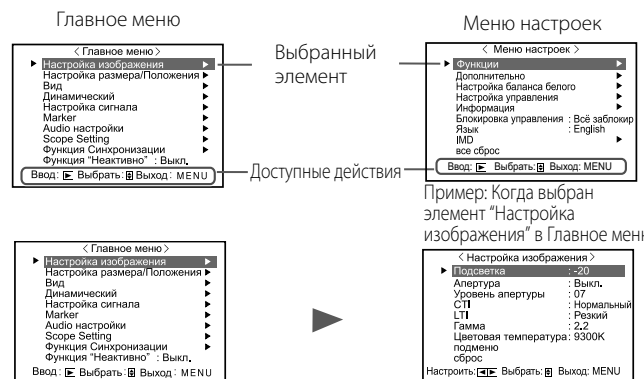 Главное меню
< Главное меню >
Настройка изображения
Настройка размера/Положения
Вид
Динамический
Настройка сигнала
Marker
Audio настройки
Scope Setting
Функция Синхронизации
Функция "Неактивно" : Выкл.
Ввод: Выбрать: Выход: MENU
Выбранный
элемент
Доступные действия
Меню настроек
< Меню настроек >
Функции
Дополнительно
Настройка баланса белого
Настройка управления
Информация
Блокировка управления : Всё заблокир
Язык : English
IMD
все сброс
Ввод: Выбрать: Выход: MENU
< Главное меню >
Настройка изображения
Настройка размера/Положения
Вид
Динамический
Настройка сигнала
Marker
Audio настройки
Scope Setting
Функция Синхронизации
Функция "Неактивно" : Выкл.
Ввод: Выбрать: Выход: MENU
Пример: Когда выбран
элемент "Настройка
изображения" в Главное мен
< Настройка изображения >
Подсветка : -20
Апертура : Выкл.
Уровень апертуры : 07
CTI : Нормальный
LTI : Резкий
Гамма : 2.2
Цветовая температура : 9300K
подменю
сброс
Настроить: Выбрать: Выход: MENU